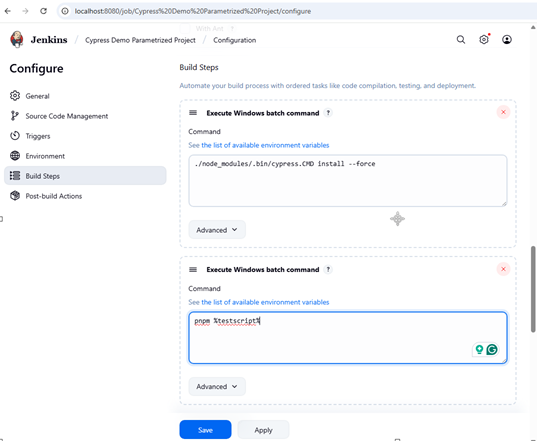 localhost:8080/job/Cypress%20Demo%20Parametrized%20Project/configure
With Ant ?
Jenkins / Cypress Demo Parametrized Project / Configuration
Configure
General
Source Code Management
Triggers
Environment
Build Steps
Post-build Actions
Build Steps
Automate your build process with ordered tasks like code compilation, testing, and deployment.
Execute Windows batch command ?
Command
See the list of available environment variables
./node_modules/.bin/cypress.CMD install --force
Advanced
Execute Windows batch command ?
Command
See the list of available environment variables
pnpm %testscript%
Advanced
Save
Apply